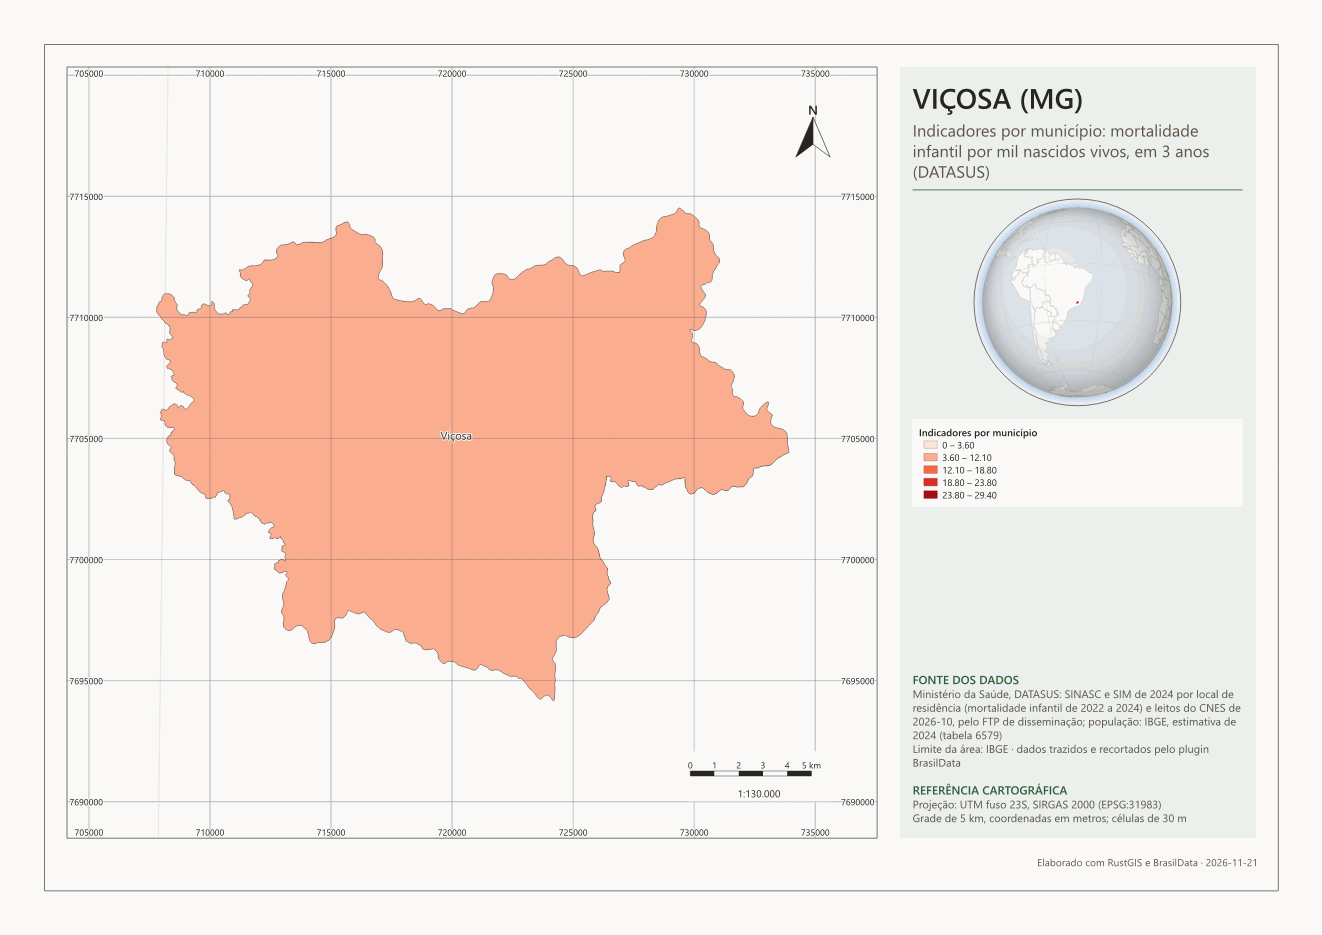 705000 710000 715000 720000 725000 730000 735000
N
7715000 7715000
7710000 7710000
Viçosa
7705000 7705000
7700000 7700000
7695000 7695000
0 1 2 3 4 5 km
1:130.000
7690000 7690000
705000 710000 715000 720000 725000 730000 735000
VIÇOSA (MG)
Indicadores por município: mortalidade
infantil por mil nascidos vivos, em 3 anos
(DATASUS)
Indicadores por município
0 – 3.60
3.60 – 12.10
12.10 – 18.80
18.80 – 23.80
23.80 – 29.40
FONTE DOS DADOS
Ministério da Saúde, DATASUS: SINASC e SIM de 2024 por local de
residência (mortalidade infantil de 2022 a 2024) e leitos do CNES de
2026-10, pelo FTP de disseminação; população: IBGE, estimativa de
2024 (tabela 6579)
Limite da área: IBGE · dados trazidos e recortados pelo plugin
BrasilData
REFERÊNCIA CARTOGRÁFICA
Projeção: UTM fuso 23S, SIRGAS 2000 (EPSG:31983)
Grade de 5 km, coordenadas em metros; células de 30 m
Elaborado com RustGIS e BrasilData · 2026-11-21